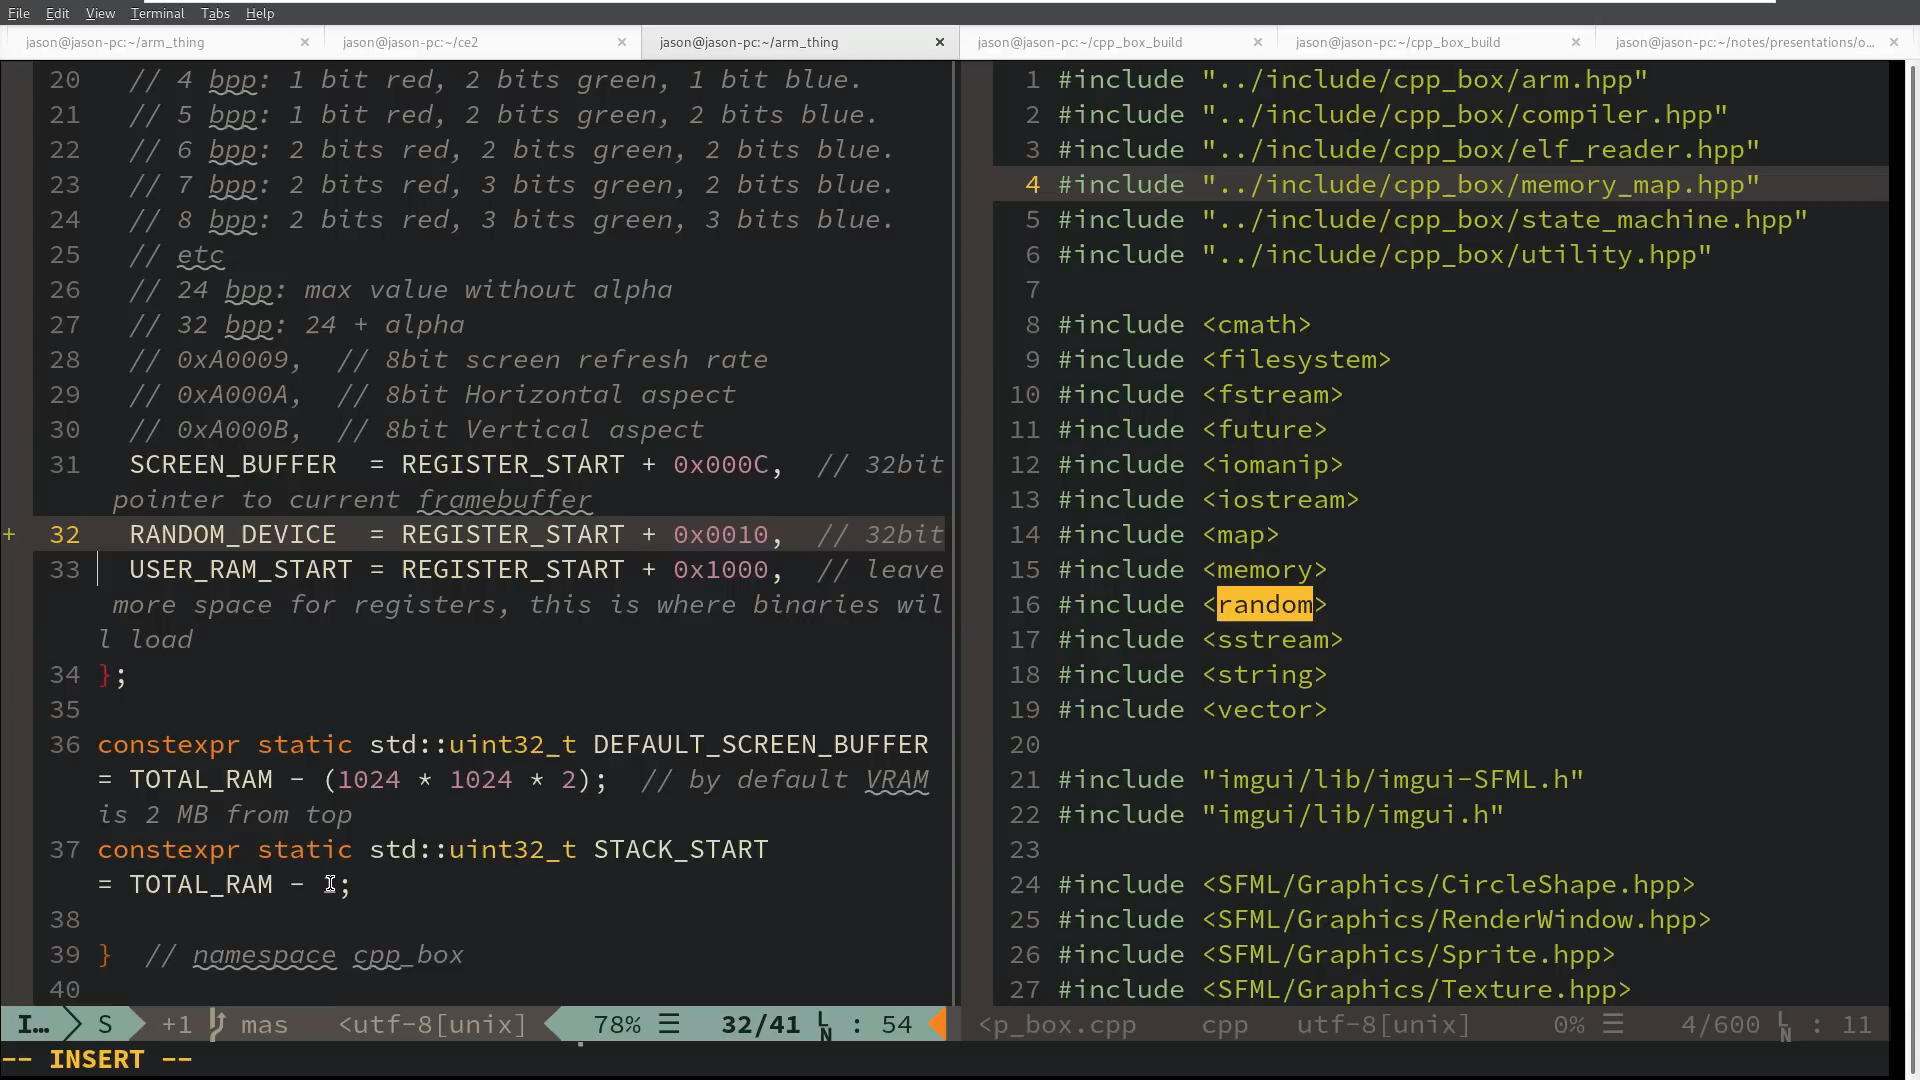 File Edit View Terminal Tabs Help
jason@jason-pc:~/arm_thing × jason@jason-pc:~/ce2 × jason@jason-pc:~/arm_thing × jason@jason-pc:~/cpp_box_build × jason@jason-pc:~/cpp_box_build × jason@jason-pc:~/notes/presentations/o... ×
20 // 4 bpp: 1 bit red, 2 bits green, 1 bit blue.
21 // 5 bpp: 1 bit red, 2 bits green, 2 bits blue.
22 // 6 bpp: 2 bits red, 2 bits green, 2 bits blue.
23 // 7 bpp: 2 bits red, 3 bits green, 2 bits blue.
24 // 8 bpp: 2 bits red, 3 bits green, 3 bits blue.
25 // etc
26 // 24 bpp: max value without alpha
27 // 32 bpp: 24 + alpha
28 // 0xA0009,  // 8bit screen refresh rate
29 // 0xA000A,  // 8bit Horizontal aspect
30 // 0xA000B,  // 8bit Vertical aspect
31 SCREEN_BUFFER  = REGISTER_START + 0x000C,  // 32bit
pointer to current framebuffer
+ 32 RANDOM_DEVICE  = REGISTER_START + 0x0010,  // 32bit
33 USER_RAM_START = REGISTER_START + 0x1000,  // leave
more space for registers, this is where binaries wil
l load
34 };
35
36 constexpr static std::uint32_t DEFAULT_SCREEN_BUFFER
= TOTAL_RAM - (1024 * 1024 * 2);  // by default VRAM
is 2 MB from top
37 constexpr static std::uint32_t STACK_START
= TOTAL_RAM - ;
38
39 }  // namespace cpp_box
40
I… S +1 mas <utf-8[unix] 78% ☰ 32/41 LN : 54
-- INSERT --
1 #include "../include/cpp_box/arm.hpp"
2 #include "../include/cpp_box/compiler.hpp"
3 #include "../include/cpp_box/elf_reader.hpp"
4 #include "../include/cpp_box/memory_map.hpp"
5 #include "../include/cpp_box/state_machine.hpp"
6 #include "../include/cpp_box/utility.hpp"
7
8 #include <cmath>
9 #include <filesystem>
10 #include <fstream>
11 #include <future>
12 #include <iomanip>
13 #include <iostream>
14 #include <map>
15 #include <memory>
16 #include <random>
17 #include <sstream>
18 #include <string>
19 #include <vector>
20
21 #include "imgui/lib/imgui-SFML.h"
22 #include "imgui/lib/imgui.h"
23
24 #include <SFML/Graphics/CircleShape.hpp>
25 #include <SFML/Graphics/RenderWindow.hpp>
26 #include <SFML/Graphics/Sprite.hpp>
27 #include <SFML/Graphics/Texture.hpp>
<p_box.cpp cpp utf-8[unix] 0% ☰ 4/600 LN : 11